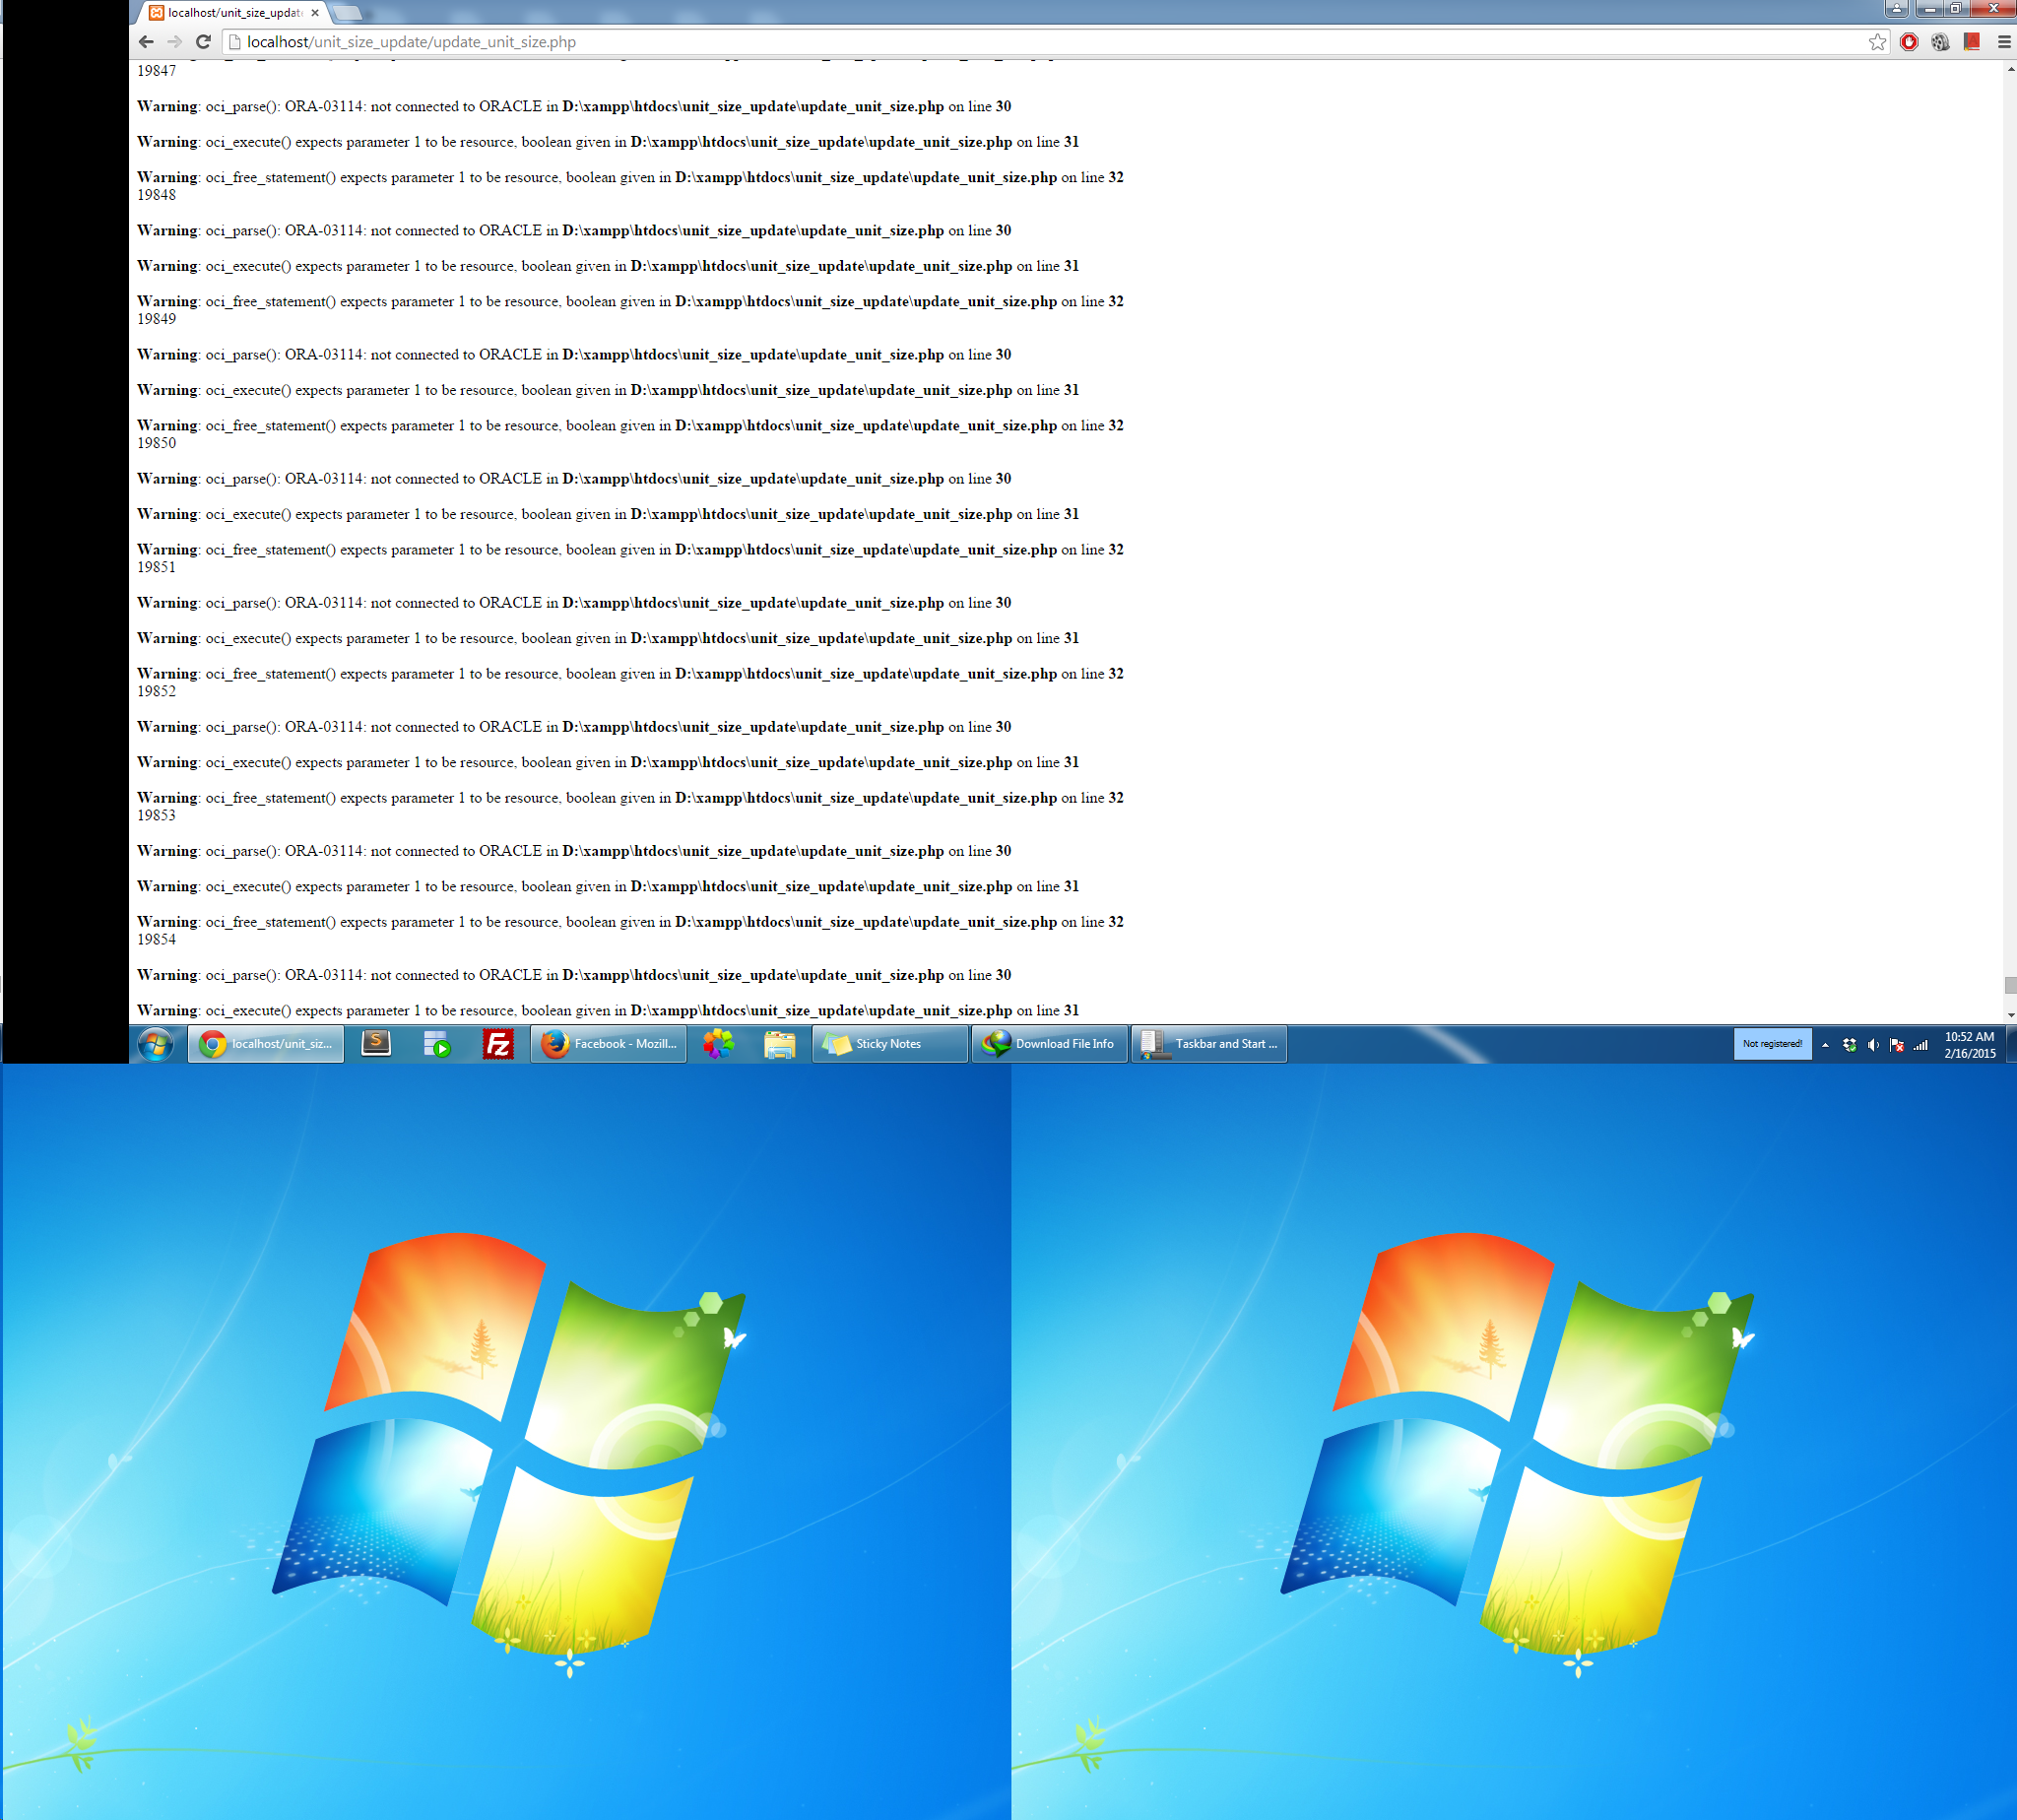 localhost/unit_size_update
localhost/unit_size_update/update_unit_size.php
19847
Warning: oci_parse(): ORA-03114: not connected to ORACLE in D:\xampp\htdocs\unit_size_update\update_unit_size.php on line 30
Warning: oci_execute() expects parameter 1 to be resource, boolean given in D:\xampp\htdocs\unit_size_update\update_unit_size.php on line 31
Warning: oci_free_statement() expects parameter 1 to be resource, boolean given in D:\xampp\htdocs\unit_size_update\update_unit_size.php on line 32
19848
Warning: oci_parse(): ORA-03114: not connected to ORACLE in D:\xampp\htdocs\unit_size_update\update_unit_size.php on line 30
Warning: oci_execute() expects parameter 1 to be resource, boolean given in D:\xampp\htdocs\unit_size_update\update_unit_size.php on line 31
Warning: oci_free_statement() expects parameter 1 to be resource, boolean given in D:\xampp\htdocs\unit_size_update\update_unit_size.php on line 32
19849
Warning: oci_parse(): ORA-03114: not connected to ORACLE in D:\xampp\htdocs\unit_size_update\update_unit_size.php on line 30
Warning: oci_execute() expects parameter 1 to be resource, boolean given in D:\xampp\htdocs\unit_size_update\update_unit_size.php on line 31
Warning: oci_free_statement() expects parameter 1 to be resource, boolean given in D:\xampp\htdocs\unit_size_update\update_unit_size.php on line 32
19850
Warning: oci_parse(): ORA-03114: not connected to ORACLE in D:\xampp\htdocs\unit_size_update\update_unit_size.php on line 30
Warning: oci_execute() expects parameter 1 to be resource, boolean given in D:\xampp\htdocs\unit_size_update\update_unit_size.php on line 31
Warning: oci_free_statement() expects parameter 1 to be resource, boolean given in D:\xampp\htdocs\unit_size_update\update_unit_size.php on line 32
19851
Warning: oci_parse(): ORA-03114: not connected to ORACLE in D:\xampp\htdocs\unit_size_update\update_unit_size.php on line 30
Warning: oci_execute() expects parameter 1 to be resource, boolean given in D:\xampp\htdocs\unit_size_update\update_unit_size.php on line 31
Warning: oci_free_statement() expects parameter 1 to be resource, boolean given in D:\xampp\htdocs\unit_size_update\update_unit_size.php on line 32
19852
Warning: oci_parse(): ORA-03114: not connected to ORACLE in D:\xampp\htdocs\unit_size_update\update_unit_size.php on line 30
Warning: oci_execute() expects parameter 1 to be resource, boolean given in D:\xampp\htdocs\unit_size_update\update_unit_size.php on line 31
Warning: oci_free_statement() expects parameter 1 to be resource, boolean given in D:\xampp\htdocs\unit_size_update\update_unit_size.php on line 32
19853
Warning: oci_parse(): ORA-03114: not connected to ORACLE in D:\xampp\htdocs\unit_size_update\update_unit_size.php on line 30
Warning: oci_execute() expects parameter 1 to be resource, boolean given in D:\xampp\htdocs\unit_size_update\update_unit_size.php on line 31
Warning: oci_free_statement() expects parameter 1 to be resource, boolean given in D:\xampp\htdocs\unit_size_update\update_unit_size.php on line 32
19854
Warning: oci_parse(): ORA-03114: not connected to ORACLE in D:\xampp\htdocs\unit_size_update\update_unit_size.php on line 30
Warning: oci_execute() expects parameter 1 to be resource, boolean given in D:\xampp\htdocs\unit_size_update\update_unit_size.php on line 31
localhost/unit_siz... S Fz Facebook - Mozill... Sticky Notes Download File Info Taskbar and Start ... Not registered! 10:52 AM
2/16/2015